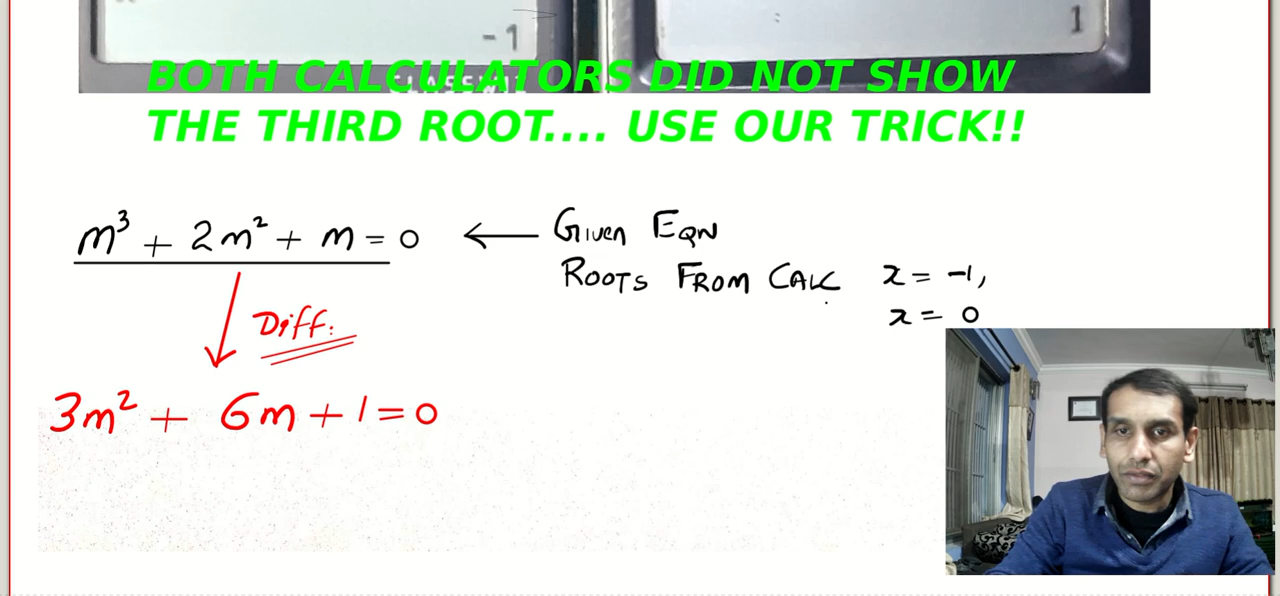 -1
1
BOTH CALCULATORS DID NOT SHOW
THE THIRD ROOT.... USE OUR TRICK!!
m³ + 2m² + m = 0 ← GIVEN EQN
ROOTS FROM CALC x = -1,
x = 0
Diff:
3m² + 6m + 1 = 0